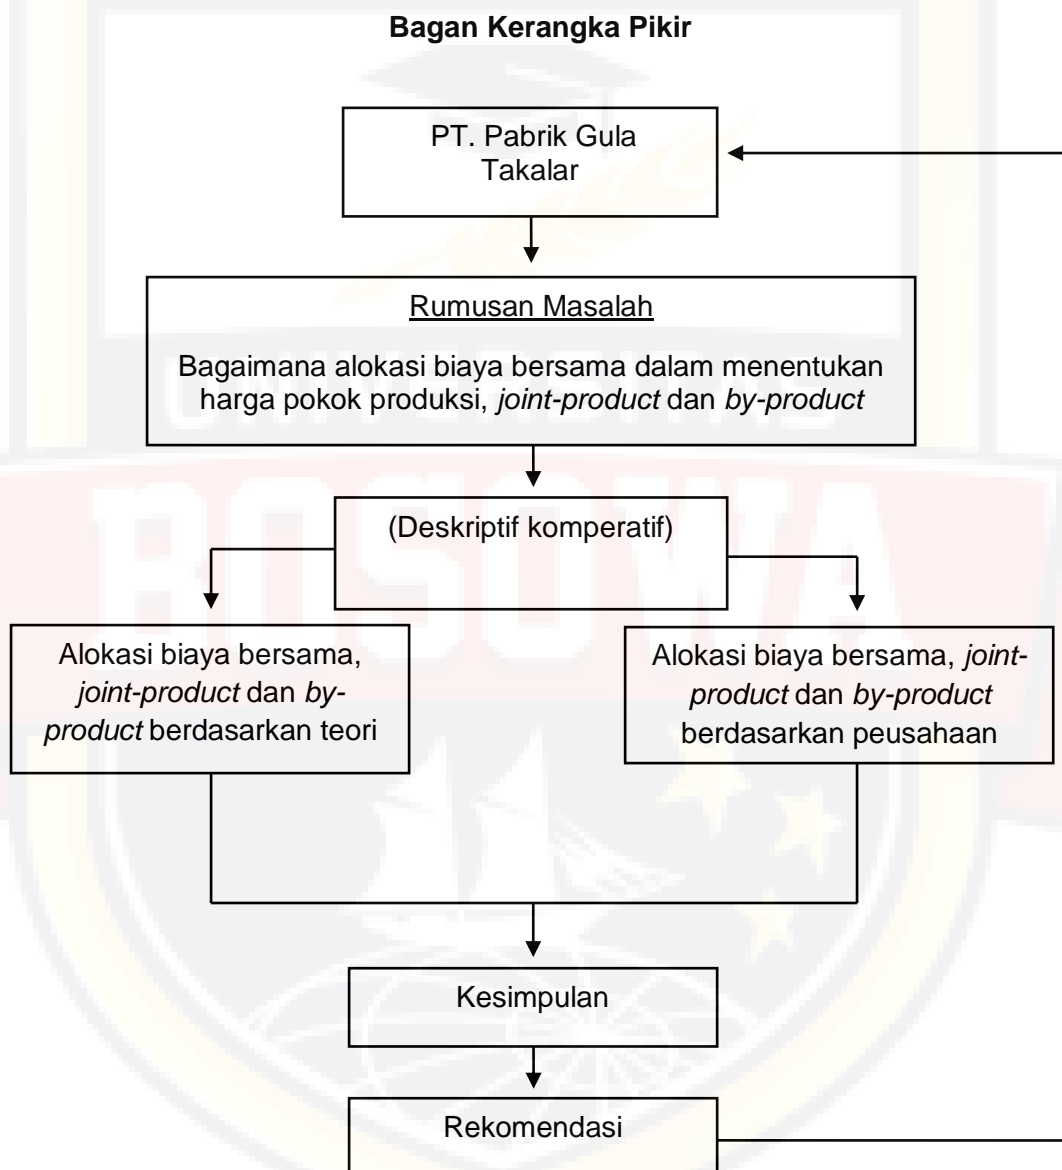 Bagan Kerangka Pikir
PT. Pabrik Gula
Takalar
Rumusan Masalah
Bagaimana alokasi biaya bersama dalam menentukan
harga pokok produksi, joint-product dan by-product
(Deskriptif komperatif)
Alokasi biaya bersama,
joint-product dan by-
product berdasarkan teori
Alokasi biaya bersama, joint-
product dan by-product
berdasarkan peusahaan
Kesimpulan
Rekomendasi
UNIVERSITAS
BOSOWA